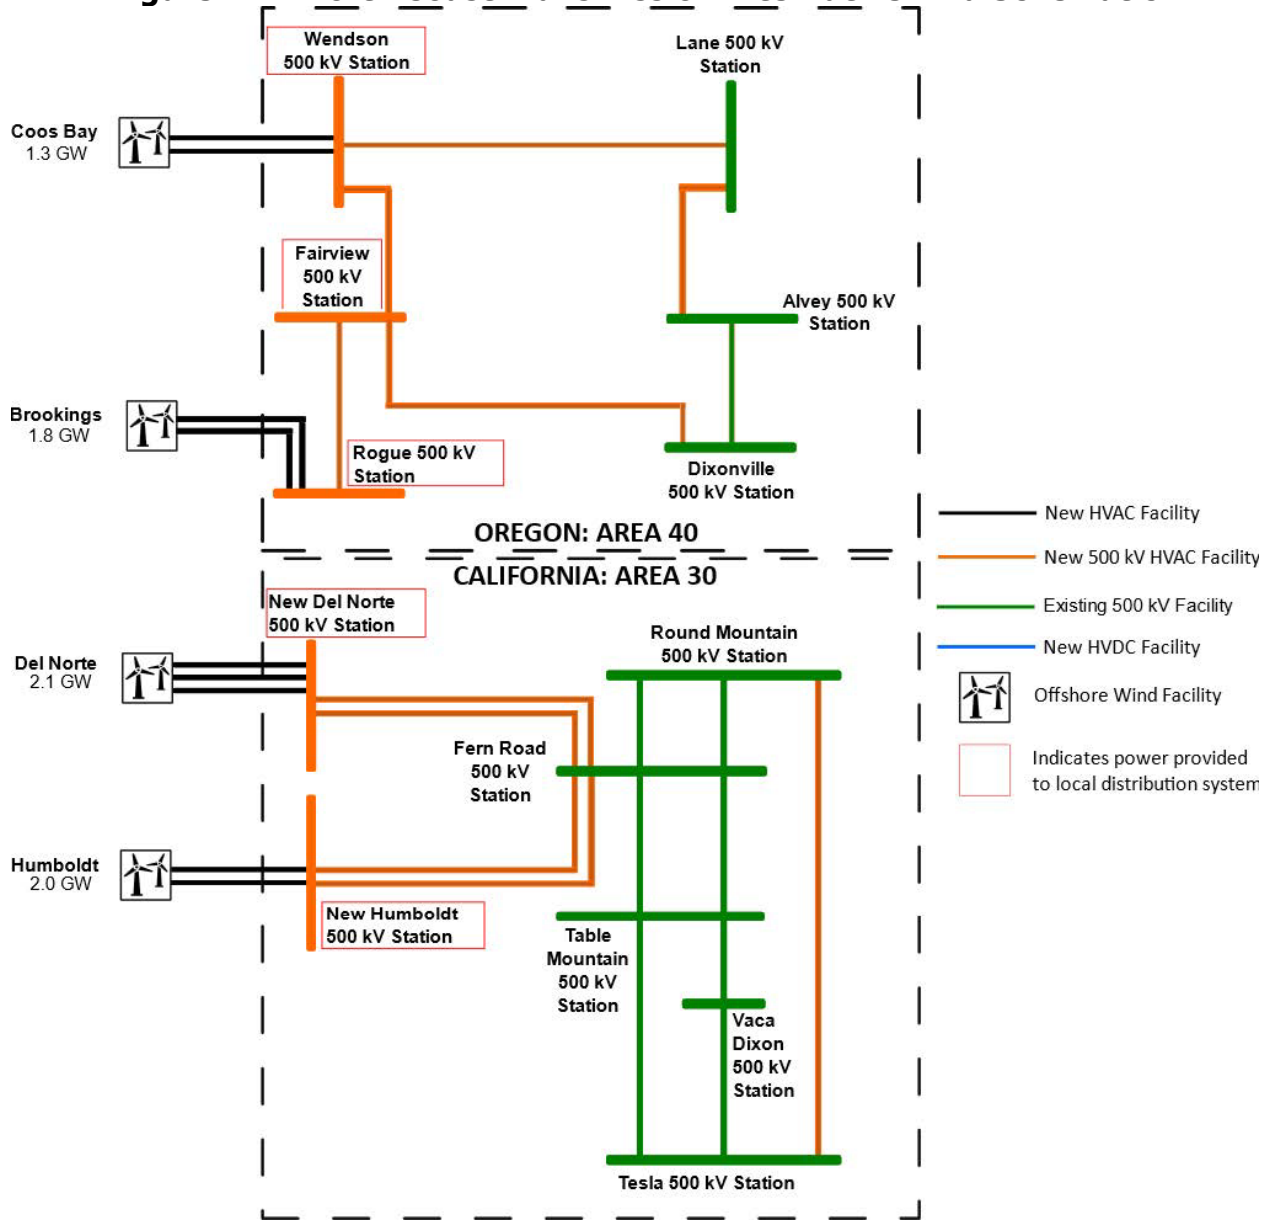 Wendson
500 kV Station
Lane 500 kV
Station
Coos Bay
1.3 GW
Fairview
500 kV
Station
Alvey 500 kV
Station
Brookings
1.8 GW
Rogue 500 kV
Station
Dixonville
500 kV Station
OREGON: AREA 40
CALIFORNIA: AREA 30
New HVAC Facility
New 500 kV HVAC Facility
Existing 500 kV Facility
New HVDC Facility
Offshore Wind Facility
Indicates power provided
to local distribution system
New Del Norte
500 kV Station
Round Mountain
500 kV Station
Del Norte
2.1 GW
Fern Road
500 kV
Station
Humboldt
2.0 GW
New Humboldt
500 kV Station
Table
Mountain
500 kV
Station
Vaca
Dixon
500 kV
Station
Tesla 500 kV Station